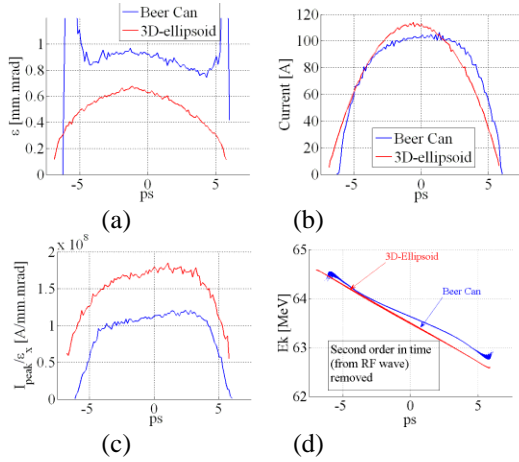 Beer Can
3D-ellipsoid
1
0.8
0.6
0.4
0.2
0
ε [mm.mrad]
-5 0 5
ps
(a)
120
100
80
60
40
20
0
Current [A]
Beer Can
3D-ellipsoid
-5 0 5
ps
(b)
2 x 10^8
1.5
1
0.5
0
I_peak/ε_x [A/mm.mrad]
-5 0 5
ps
(c)
65
64
63
62
Ek [MeV]
3D-Ellipsoid
Beer Can
Second order in time
(from RF wave)
removed
-5 0 5
ps
(d)